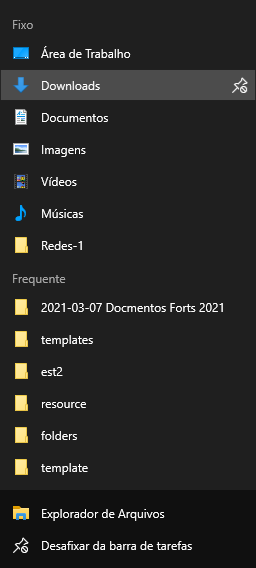 Fixo
Área de Trabalho
Downloads
Documentos
Imagens
Vídeos
Músicas
Redes-1
Frequente
2021-03-07 Docmentos Forts 2021
templates
est2
resource
folders
template
Explorador de Arquivos
Desafixar da barra de tarefas